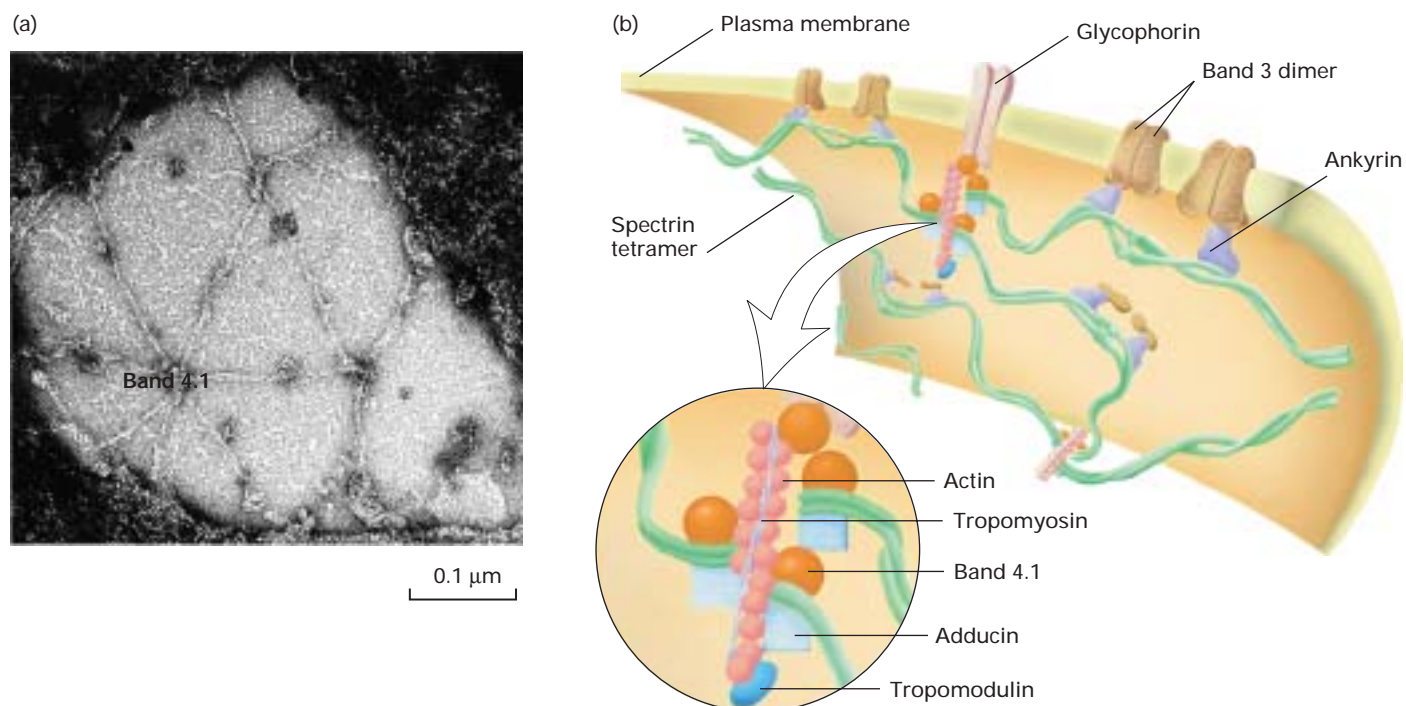 (a)
Band 4.1
0.1 μm
(b)
Plasma membrane
Glycophorin
Band 3 dimer
Ankyrin
Spectrin
tetramer
Actin
Tropomyosin
Band 4.1
Adducin
Tropomodulin